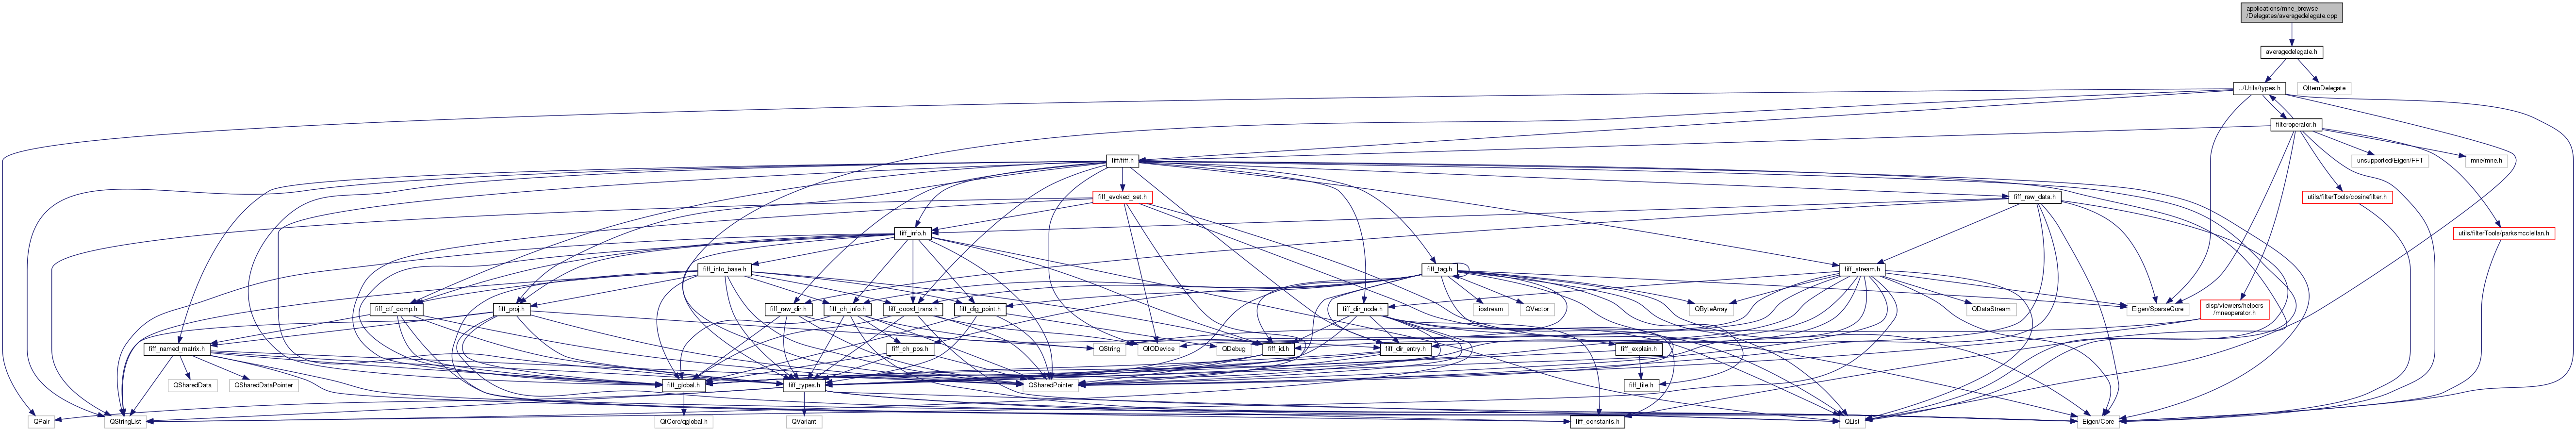 applications/mne_browse
/Delegates/averagedelegate.cpp
averagedelegate.h
../Utils/types.h
QItemDelegate
filteroperator.h
fiff/fiff.h
unsupported/Eigen/FFT
mne/mne.h
fiff_evoked_set.h
fiff_raw_data.h
utils/filterTools/cosinefilter.h
fiff_info.h
utils/filterTools/parksmcclellan.h
fiff_info_base.h
fiff_tag.h
fiff_stream.h
fiff_ctf_comp.h
fiff_proj.h
fiff_raw_dir.h
fiff_ch_info.h
fiff_coord_trans.h
fiff_dig_point.h
fiff_dir_node.h
iostream
QVector
QByteArray
QDataStream
Eigen/SparseCore
disp/viewers/helpers
/mneoperator.h
fiff_named_matrix.h
QString
fiff_ch_pos.h
QIODevice
QDebug
fiff_id.h
fiff_dir_entry.h
fiff_explain.h
QSharedData
QSharedDataPointer
fiff_global.h
fiff_types.h
QSharedPointer
fiff_file.h
QPair
QStringList
QtCore/qglobal.h
QVariant
fiff_constants.h
QList
Eigen/Core